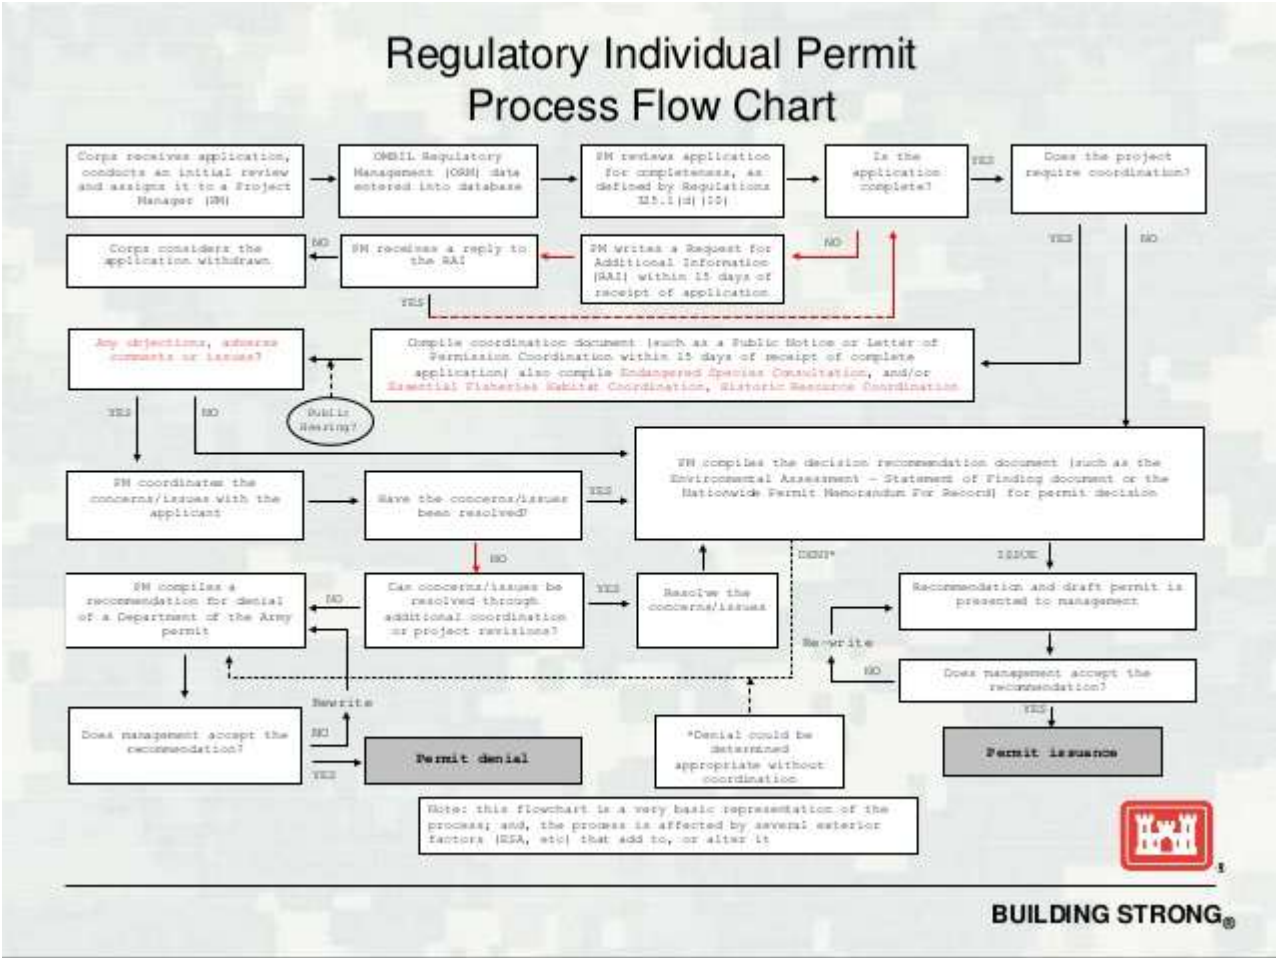 Regulatory Individual Permit
Process Flow Chart
Corps receives application,
conducts an initial review
and assigns it to a Project
Manager (PM)
OMBIL Regulatory
Management (ORM) data
entered into database
PM reviews application
for completeness, as
defined by Regulations
325.1(d)(10)
Is the
application
complete?
YES
Does the project
require coordination?
Corps considers the
application withdrawn
NO
PM receives a reply to
the RAI
PM writes a Request for
Additional Information
(RAI) within 15 days of
receipt of application
NO
YES
NO
YES
Any objections, adverse
comments or issues?
Compile coordination document (such as a Public Notice or Letter of
Permission Coordination within 15 days of receipt of complete
application) also compile Endangered Species Consultation, and/or
Essential Fisheries Habitat Coordination, Historic Resource Coordination
YES
NO
Public
Hearing?
PM coordinates the
concerns/issues with the
applicant
Have the concerns/issues
been resolved?
YES
PM compiles the decision recommendation document (such as the
Environmental Assessment – Statement of Finding document or the
Nationwide Permit Memorandum For Record) for permit decision
NO
DENY*
ISSUE
PM compiles a
recommendation for denial
of a Department of the Army
permit
NO
Can concerns/issues be
resolved through
additional coordination
or project revisions?
YES
Resolve the
concerns/issues
Recommendation and draft permit is
presented to management
Re-write
NO
Does management accept the
recommendation?
YES
Rewrite
Does management accept the
recommendation?
NO
YES
Permit denial
*Denial could be
determined
appropriate without
coordination
Permit issuance
Note: this flowchart is a very basic representation of the
process; and, the process is affected by several exterior
factors (ESA, etc) that add to, or alter it
BUILDING STRONG®